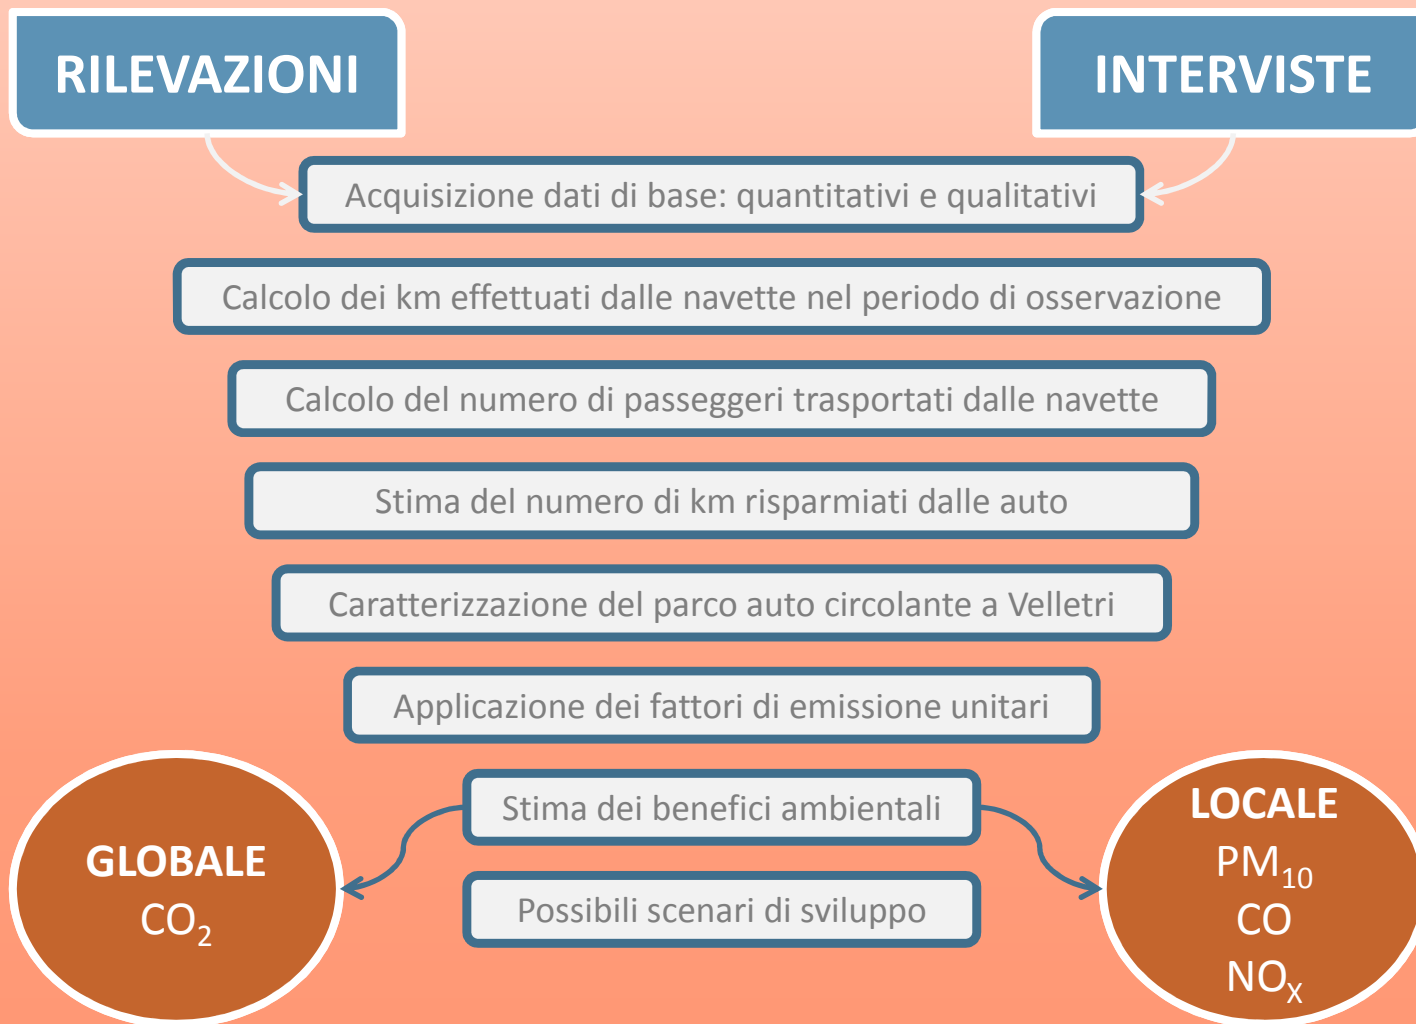 RILEVAZIONI
INTERVISTE
Acquisizione dati di base: quantitativi e qualitativi
Calcolo dei km effettuati dalle navette nel periodo di osservazione
Calcolo del numero di passeggeri trasportati dalle navette
Stima del numero di km risparmiati dalle auto
Caratterizzazione del parco auto circolante a Velletri
Applicazione dei fattori di emissione unitari
Stima dei benefici ambientali
Possibili scenari di sviluppo
GLOBALE
CO₂
LOCALE
PM₁₀
CO
NOₓ